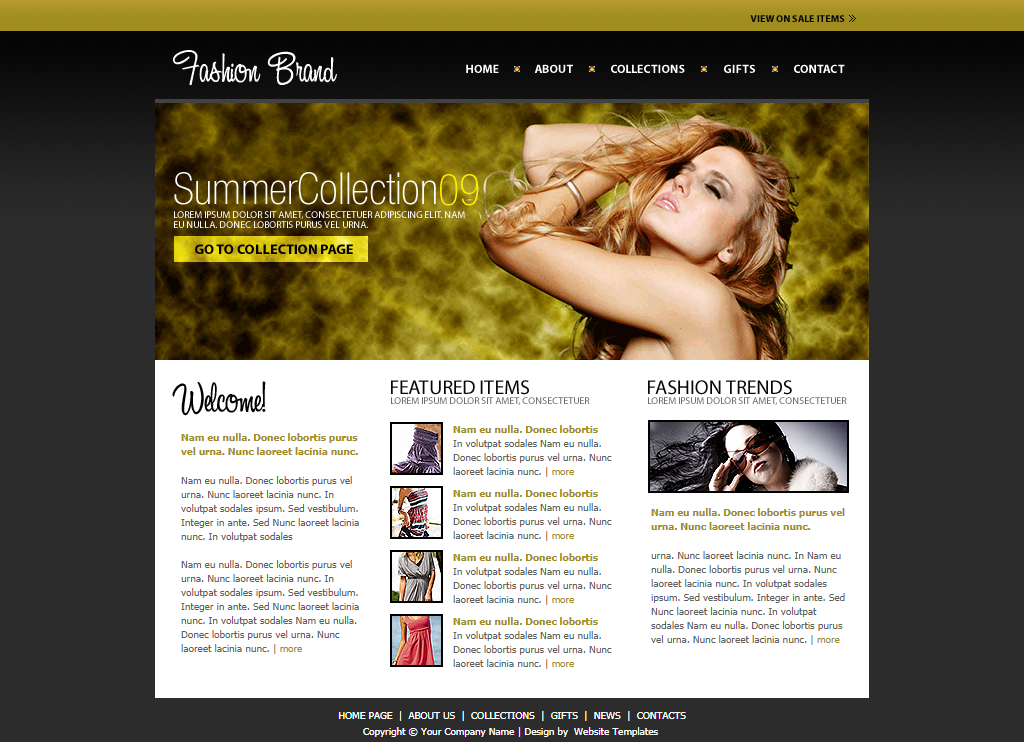 VIEW ON SALE ITEMS
Fashion Brand
HOME
ABOUT
COLLECTIONS
GIFTS
CONTACT
SummerCollection09
LOREM IPSUM DOLOR SIT AMET, CONSECTETUER ADIPISCING ELIT. NAM
EU NULLA. DONEC LOBORTIS PURUS VEL URNA.
GO TO COLLECTION PAGE
Welcome!
Nam eu nulla. Donec lobortis purus
vel urna. Nunc laoreet lacinia nunc.
Nam eu nulla. Donec lobortis purus vel
urna. Nunc laoreet lacinia nunc. In
volutpat sodales ipsum. Sed vestibulum.
Integer in ante. Sed Nunc laoreet lacinia
nunc. In volutpat sodales
Nam eu nulla. Donec lobortis purus vel
urna. Nunc laoreet lacinia nunc. In
volutpat sodales ipsum. Sed vestibulum.
Integer in ante. Sed Nunc laoreet lacinia
nunc. In volutpat sodales Nam eu nulla.
Donec lobortis purus vel urna. Nunc
laoreet lacinia nunc. | more
FEATURED ITEMS
LOREM IPSUM DOLOR SIT AMET, CONSECTETUER
Nam eu nulla. Donec lobortis
In volutpat sodales Nam eu nulla.
Donec lobortis purus vel urna. Nunc
laoreet lacinia nunc. | more
Nam eu nulla. Donec lobortis
In volutpat sodales Nam eu nulla.
Donec lobortis purus vel urna. Nunc
laoreet lacinia nunc. | more
Nam eu nulla. Donec lobortis
In volutpat sodales Nam eu nulla.
Donec lobortis purus vel urna. Nunc
laoreet lacinia nunc. | more
Nam eu nulla. Donec lobortis
In volutpat sodales Nam eu nulla.
Donec lobortis purus vel urna. Nunc
laoreet lacinia nunc. | more
FASHION TRENDS
LOREM IPSUM DOLOR SIT AMET, CONSECTETUER
Nam eu nulla. Donec lobortis purus vel
urna. Nunc laoreet lacinia nunc.
urna. Nunc laoreet lacinia nunc. In Nam eu
nulla. Donec lobortis purus vel urna. Nunc
laoreet lacinia nunc. In volutpat sodales
ipsum. Sed vestibulum. Integer in ante. Sed
Nunc laoreet lacinia nunc. In volutpat
sodales Nam eu nulla. Donec lobortis purus
vel urna. Nunc laoreet lacinia nunc. | more
HOME PAGE | ABOUT US | COLLECTIONS | GIFTS | NEWS | CONTACTS
Copyright © Your Company Name | Design by Website Templates